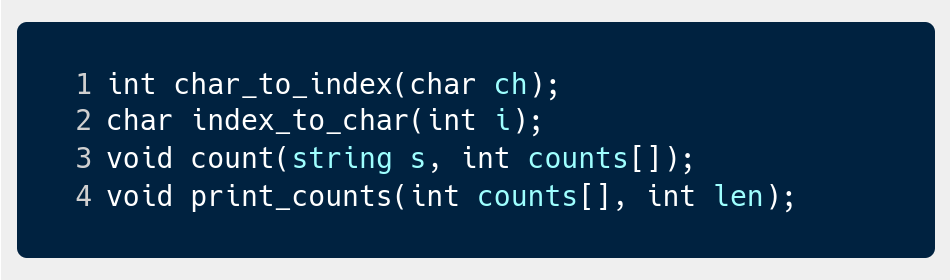 1 int char_to_index(char ch);
2 char index_to_char(int i);
3 void count(string s, int counts[]);
4 void print_counts(int counts[], int len);